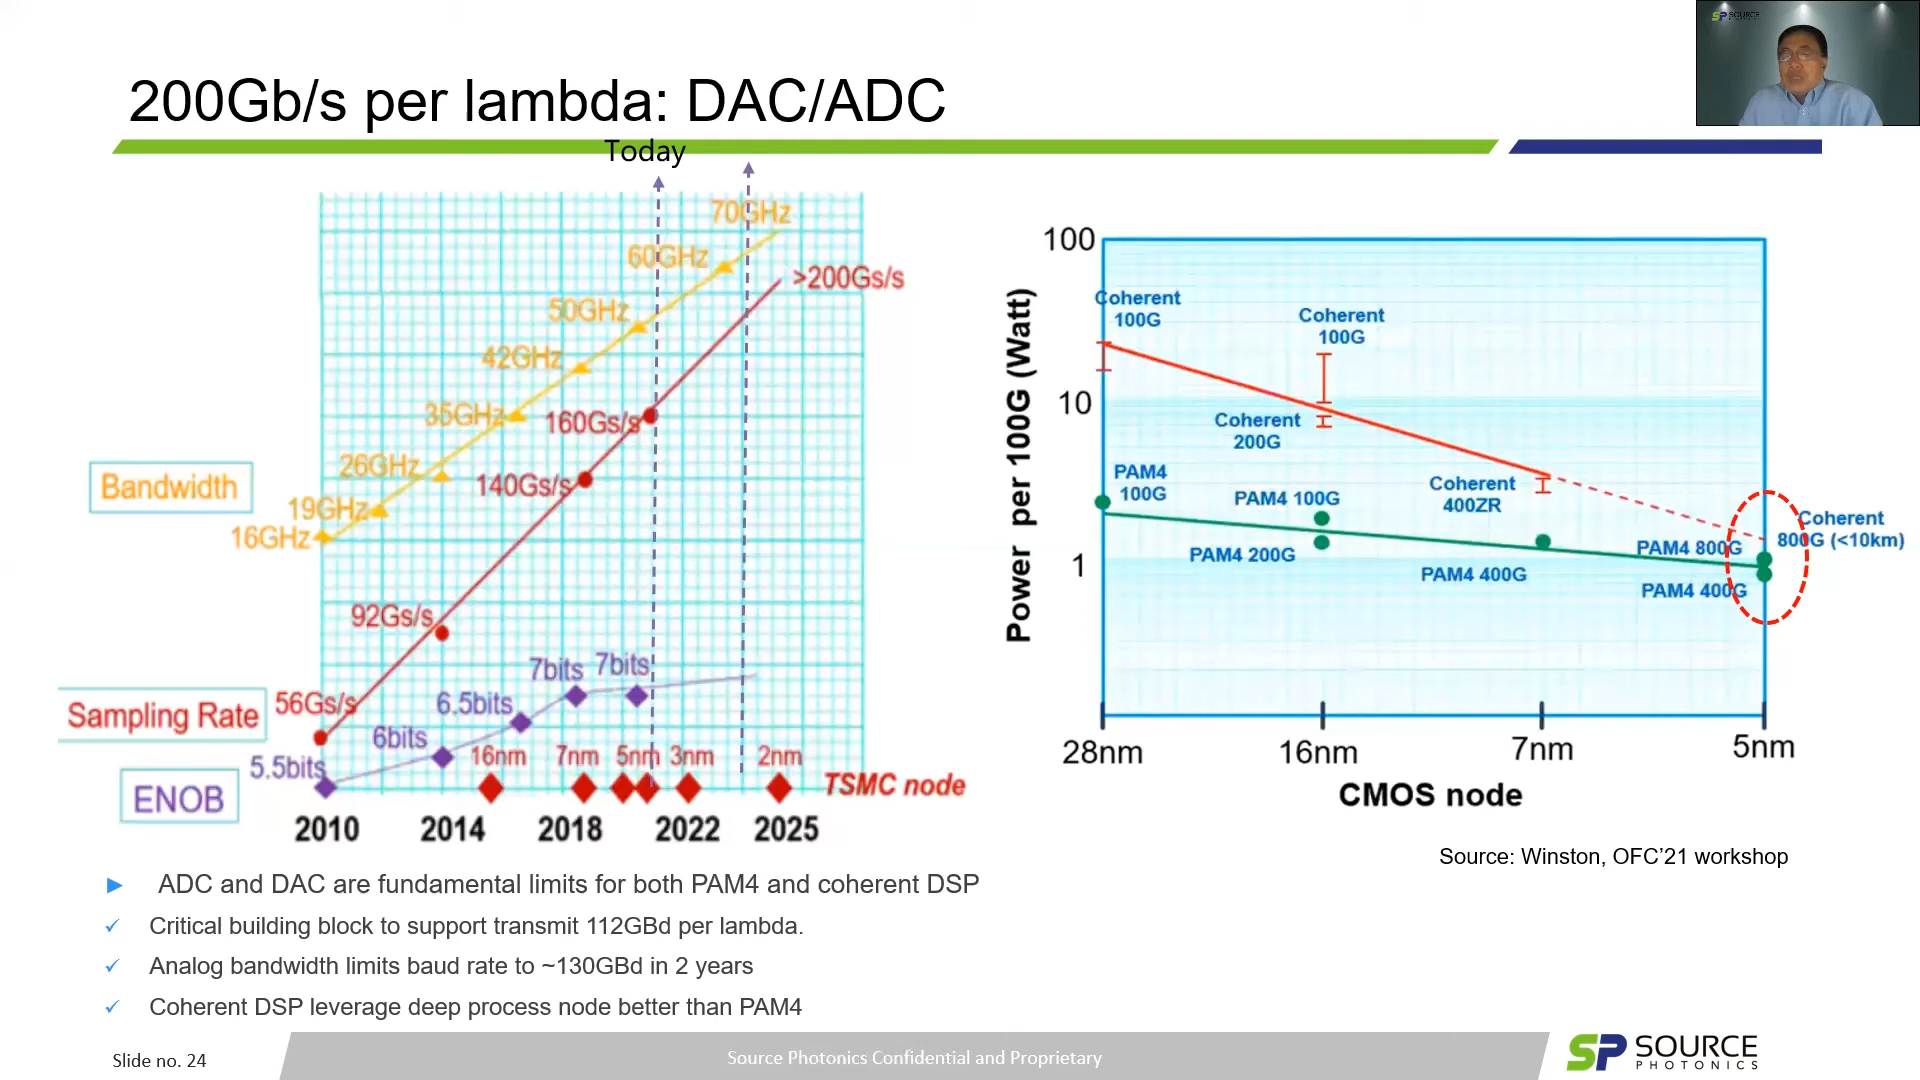 SP SOURCE
200Gb/s per lambda: DAC/ADC
Today
70GHz
60GHz
>200Gs/s
50GHz
42GHz
35GHz
160Gs/s
26GHz
140Gs/s
Bandwidth
19GHz
16GHz
92Gs/s
7bits 7bits
56Gs/s
6.5bits
Sampling Rate
6bits
5.5bits
16nm 7nm 5nm 3nm 2nm
ENOB
TSMC node
2010 2014 2018 2022 2025
100
10
1
Power per 100G (Watt)
Coherent
100G
Coherent
100G
Coherent
200G
PAM4
100G
PAM4 100G
Coherent
400ZR
PAM4 200G
PAM4 400G
Coherent
800G (<10km)
PAM4 800G
PAM4 400G
28nm 16nm 7nm 5nm
CMOS node
Source: Winston, OFC’21 workshop
ADC and DAC are fundamental limits for both PAM4 and coherent DSP
Critical building block to support transmit 112GBd per lambda.
Analog bandwidth limits baud rate to ~130GBd in 2 years
Coherent DSP leverage deep process node better than PAM4
Slide no. 24
Source Photonics Confidential and Proprietary
SP SOURCE
PHOTONICS